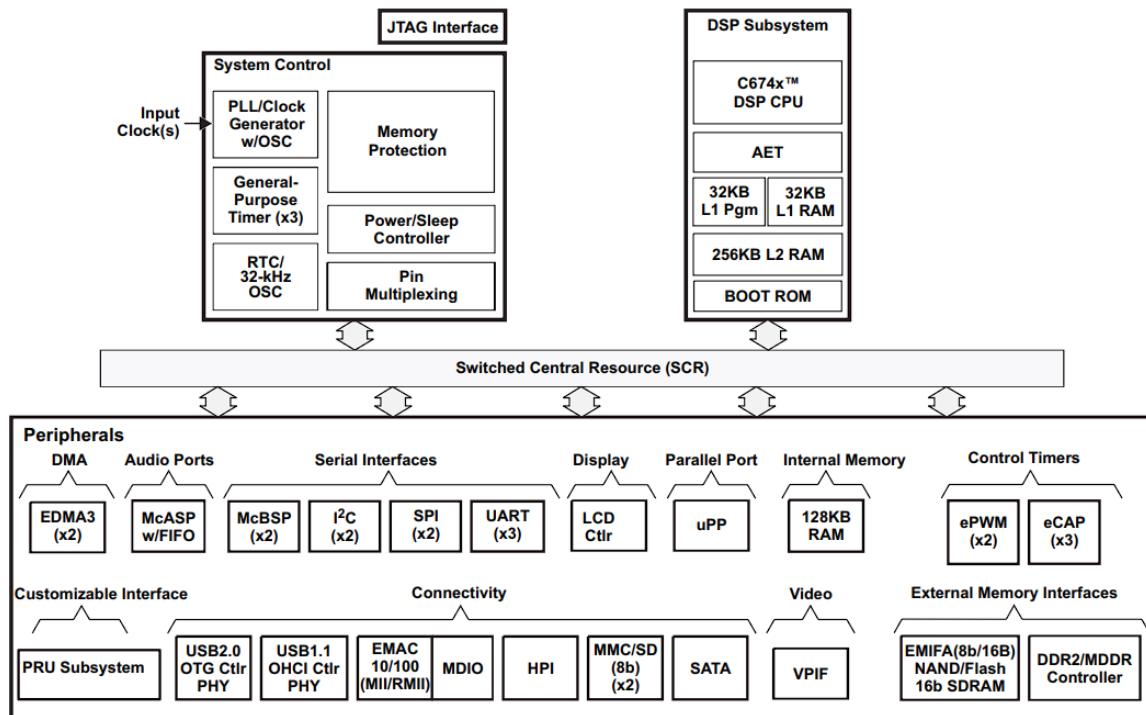 JTAG Interface
System Control
Input
Clock(s)
PLL/Clock
Generator
w/OSC
General-
Purpose
Timer (x3)
RTC/
32-kHz
OSC
Memory
Protection
Power/Sleep
Controller
Pin
Multiplexing
DSP Subsystem
C674x™
DSP CPU
AET
32KB
L1 Pgm
32KB
L1 RAM
256KB L2 RAM
BOOT ROM
Switched Central Resource (SCR)
Peripherals
DMA
EDMA3
(x2)
Audio Ports
McASP
w/FIFO
Serial Interfaces
McBSP
(x2)
I²C
(x2)
SPI
(x2)
UART
(x3)
Display
LCD
Ctlr
Parallel Port
uPP
Internal Memory
128KB
RAM
Control Timers
ePWM
(x2)
eCAP
(x3)
Customizable Interface
PRU Subsystem
Connectivity
USB2.0
OTG Ctlr
PHY
USB1.1
OHCI Ctlr
PHY
EMAC
10/100
(MII/RMII)
MDIO
HPI
MMC/SD
(8b)
(x2)
SATA
Video
VPIF
External Memory Interfaces
EMIFA(8b/16B)
NAND/Flash
16b SDRAM
DDR2/MDDR
Controller